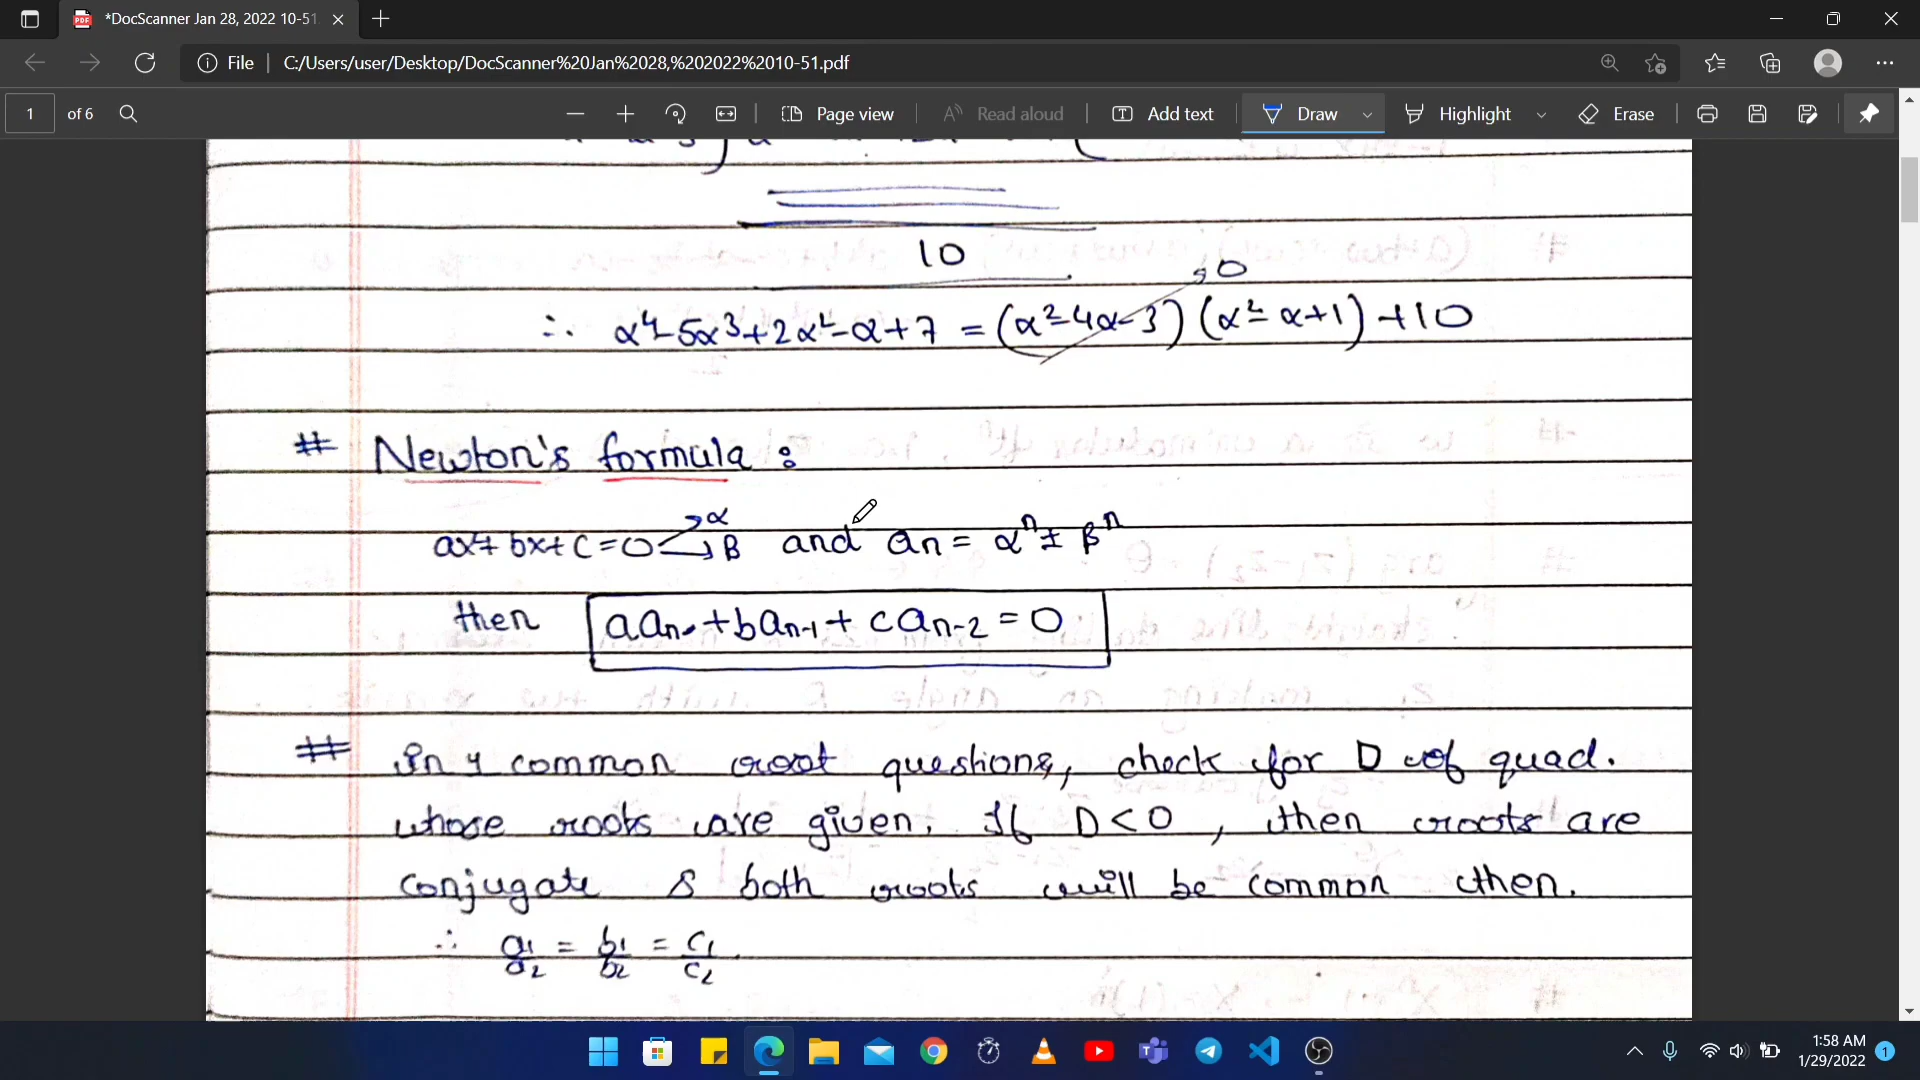 *DocScanner Jan 28, 2022 10-51
File | C:/Users/user/Desktop/DocScanner%20Jan%2028,%202022%2010-51.pdf
1 of 6 Page view Read aloud Add text Draw Highlight Erase
10
→0
∴ α⁴-5α³+2α²-α+7 = (α²-4α-3)(α²-α+1)+10
# Newton's formula :
ax²+bx+c=0 →α →β and an = αⁿ ± βⁿ
then aan+ban-1+can-2=0
# In 1 common root questions, check for D of quad.
whose roots are given. If D<0, then roots are
conjugate & both roots will be common then.
∴ a1/a2 = b1/b2 = c1/c2.
1:58 AM
1/29/2022
1